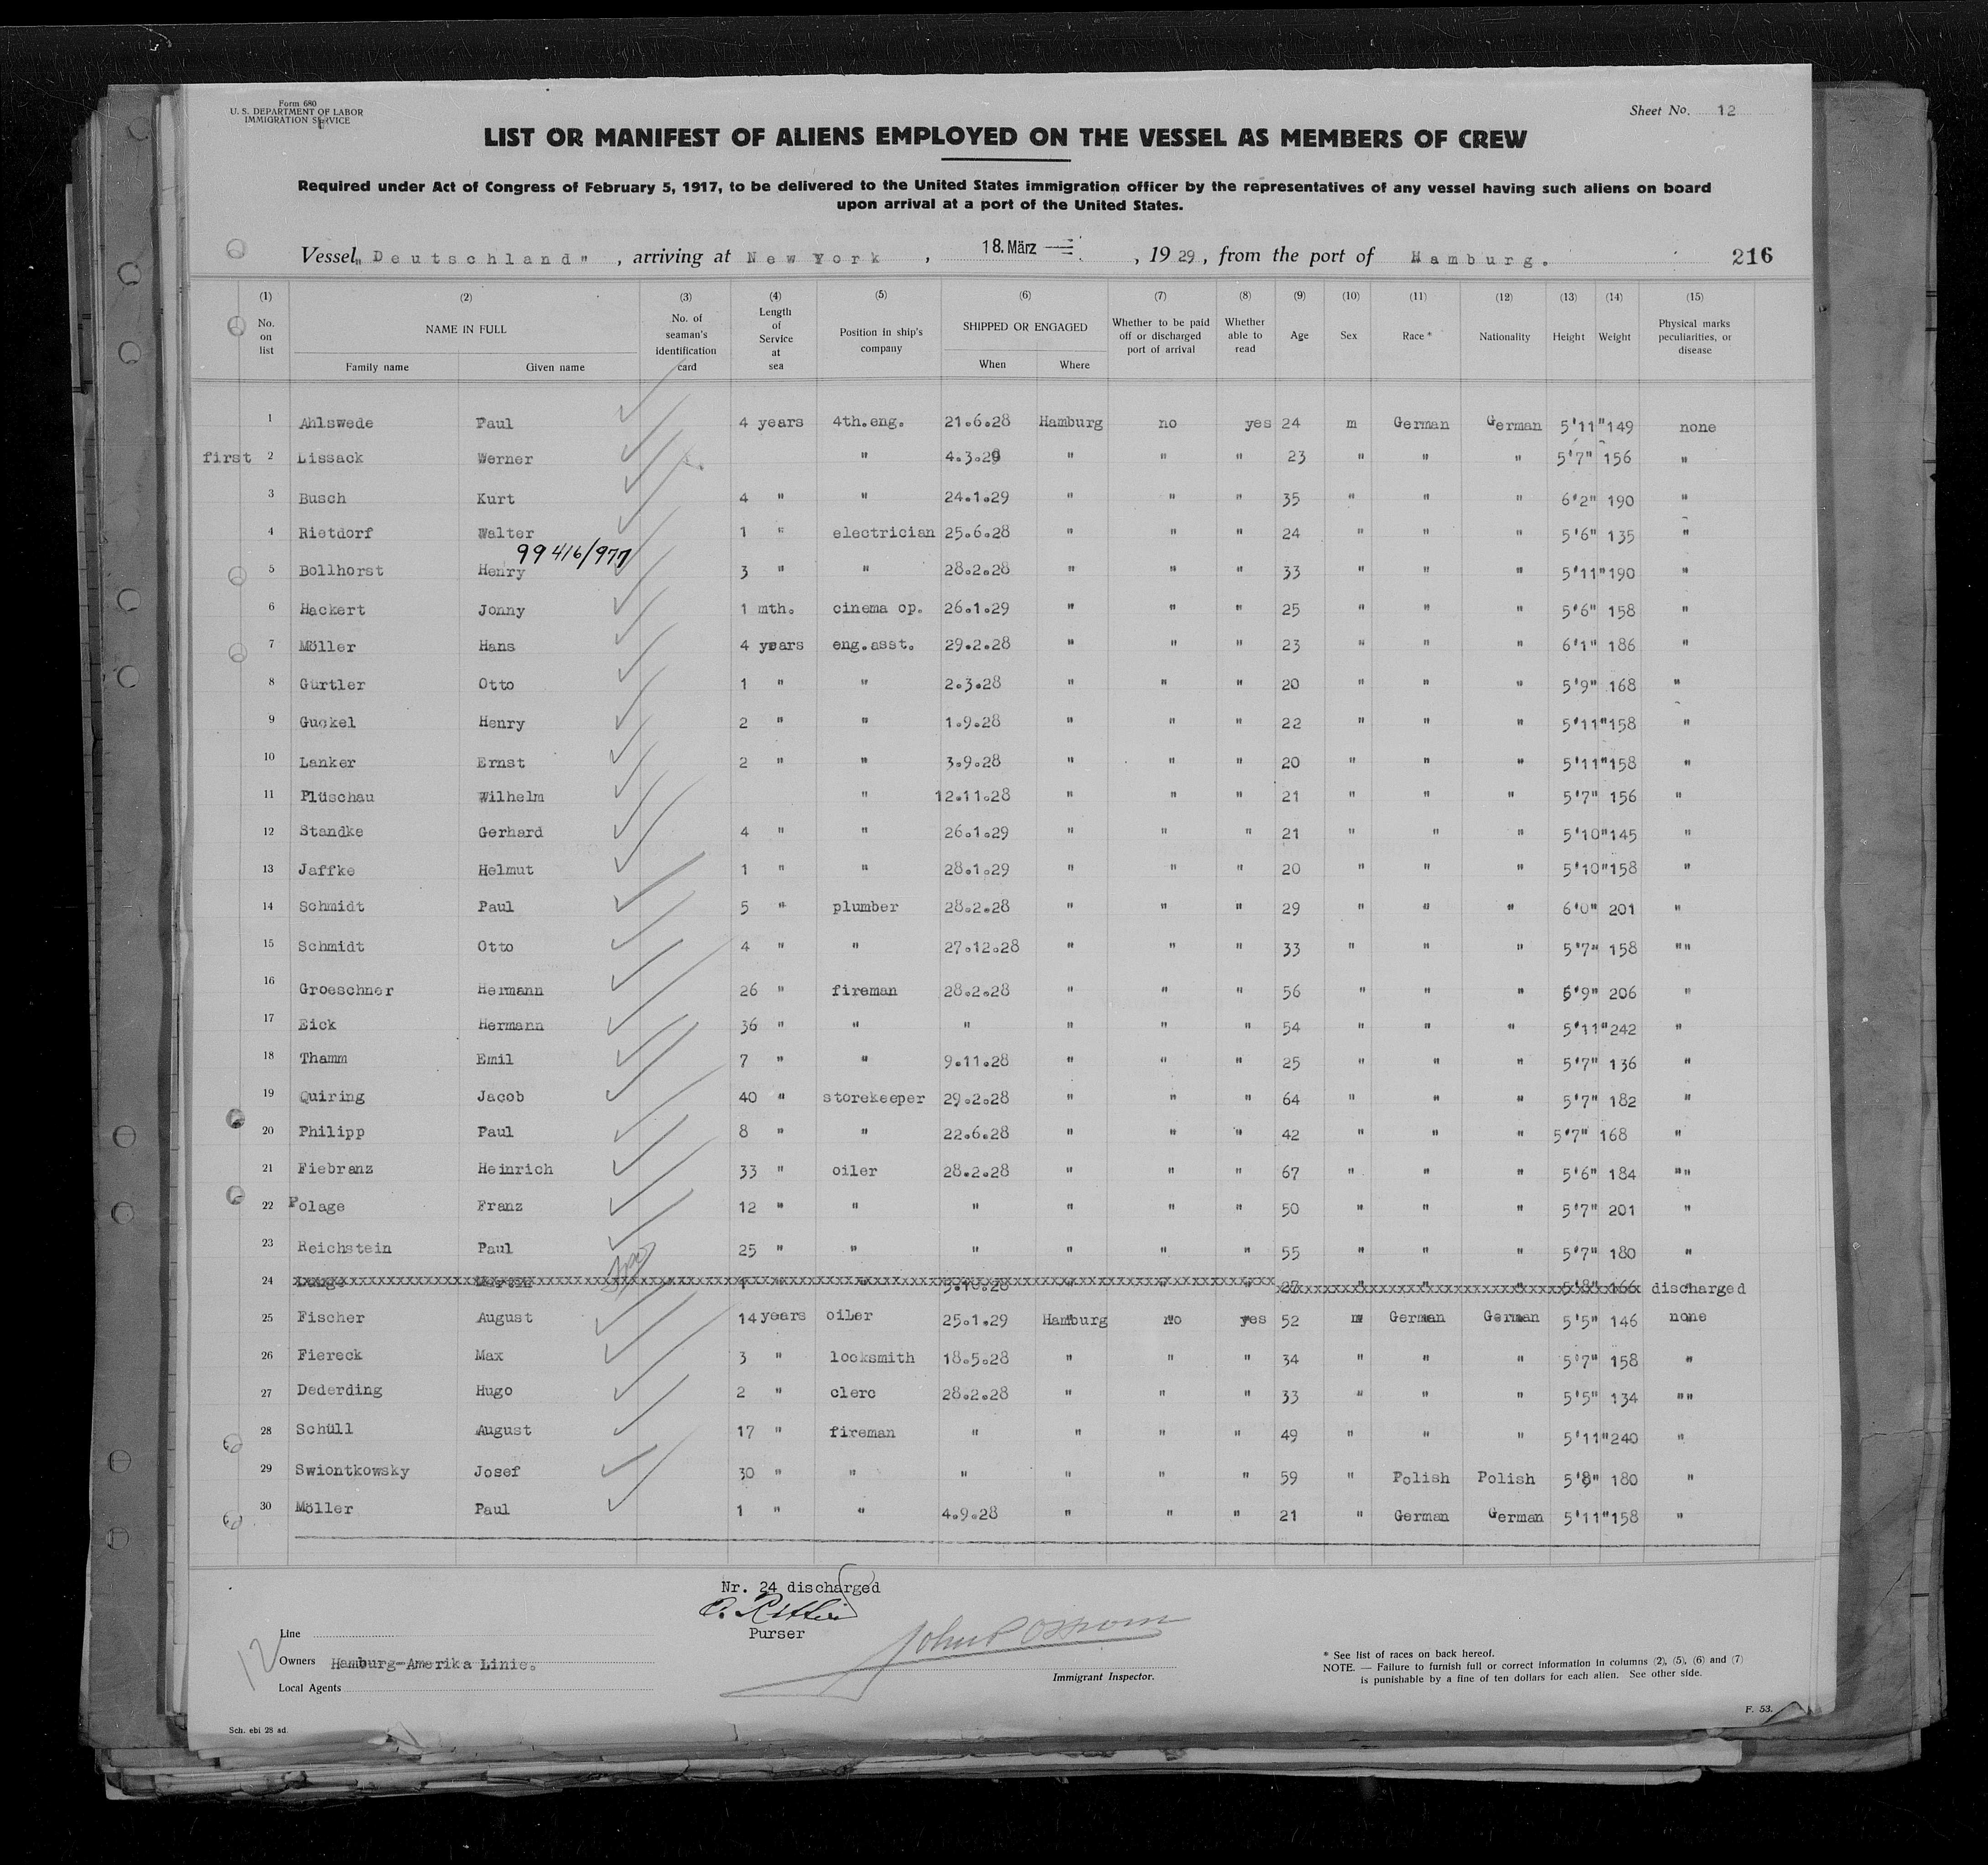 Form 680
U. S. DEPARTMENT OF LABOR
IMMIGRATION SERVICE
Sheet No. 12
LIST OR MANIFEST OF ALIENS EMPLOYED ON THE VESSEL AS MEMBERS OF CREW
Required under Act of Congress of February 5, 1917, to be delivered to the United States immigration officer by the representatives of any vessel having such aliens on board
upon arrival at a port of the United States.
Vessel „Deutschland" , arriving at New York , 18. März , 1929, from the port of Hamburg. 216
(1) (2) (3) (4) (5) (6) (7) (8) (9) (10) (11) (12) (13) (14) (15)
No. on list NAME IN FULL Family name Given name No. of seaman's identification card Length of Service at sea Position in ship's company SHIPPED OR ENGAGED When Where Whether to be paid off or discharged port of arrival Whether able to read Age Sex Race * Nationality Height Weight Physical marks peculiarities, or disease
1 Ahlswede Paul 4 years 4th.eng. 21.6.28 Hamburg no yes 24 m German German 5'11" 149 none
first 2 Lissack Werner " 4.3.29 " " " 23 " " " 5'7" 156 "
3 Busch Kurt 4 " " 24.1.29 " " " 35 " " " 6'2" 190 "
4 Rietdorf Walter 1 " electrician 25.6.28 " " " 24 " " " 5'6" 135 "
99416/977
5 Bollhorst Henry 3 " " 28.2.28 " " " 33 " " " 5'11" 190 "
6 Hackert Jonny 1 mth. cinema op. 26.1.29 " " " 25 " " " 5'6" 158 "
7 Möller Hans 4 years eng.asst. 29.2.28 " " " 23 " " " 6'1" 186 "
8 Gürtler Otto 1 " " 2.3.28 " " " 20 " " " 5'9" 168 "
9 Guckel Henry 2 " " 1.9.28 " " " 22 " " " 5'11" 158 "
10 Lanker Ernst 2 " " 3.9.28 " " " 20 " " " 5'11" 158 "
11 Plüschau Wilhelm " 12.11.28 " " " 21 " " " 5'7" 156 "
12 Standke Gerhard 4 " " 26.1.29 " " " 21 " " " 5'10" 145 "
13 Jaffke Helmut 1 " " 28.1.29 " " " 20 " " " 5'10" 158 "
14 Schmidt Paul 5 " plumber 28.2.28 " " " 29 " " " 6'0" 201 "
15 Schmidt Otto 4 " " 27.12.28 " " " 33 " " " 5'7" 158 ""
16 Groeschner Hermann 26 " fireman 28.2.28 " " " 56 " " " 5'9" 206 "
17 Eick Hermann 36 " " " " " " 54 " " " 5'11" 242 "
18 Thamm Emil 7 " " 9.11.28 " " " 25 " " " 5'7" 136 "
19 Quiring Jacob 40 " storekeeper 29.2.28 " " " 64 " " " 5'7" 182 "
20 Philipp Paul 8 " " 22.6.28 " " " 42 " " " 5'7" 168 "
21 Fiebranz Heinrich 33 " oiler 28.2.28 " " " 67 " " " 5'6" 184 ""
22 Polage Franz 12 " " " " " " 50 " " " 5'7" 201 "
23 Reichstein Paul 25 " " " " " " 55 " " " 5'7" 180 "
24 27 " " " 5'8" 166 discharged
25 Fischer August 14 years oiler 25.1.29 Hamburg no yes 52 m German German 5'5" 146 none
26 Fiereck Max 3 " locksmith 18.5.28 " " " 34 " " " 5'7" 158 "
27 Dederding Hugo 2 " clerc 28.2.28 " " " 33 " " " 5'5" 134 ""
28 Schüll August 17 " fireman " " " " 49 " " " 5'11" 240 "
29 Swiontkowsky Josef 30 " " " " " " 59 " Polish Polish 5'8" 180 "
30 Möller Paul 1 " " 4.9.28 " " " 21 " German German 5'11" 158 "
Nr. 24 discharged
Purser
Line
12
Owners Hamburg-Amerika Linie.
Local Agents
Immigrant Inspector.
* See list of races on back hereof.
NOTE. — Failure to furnish full or correct information in columns (2), (5), (6) and (7)
is punishable by a fine of ten dollars for each alien. See other side.
F. 53.
Sch. ebi 28 ad.